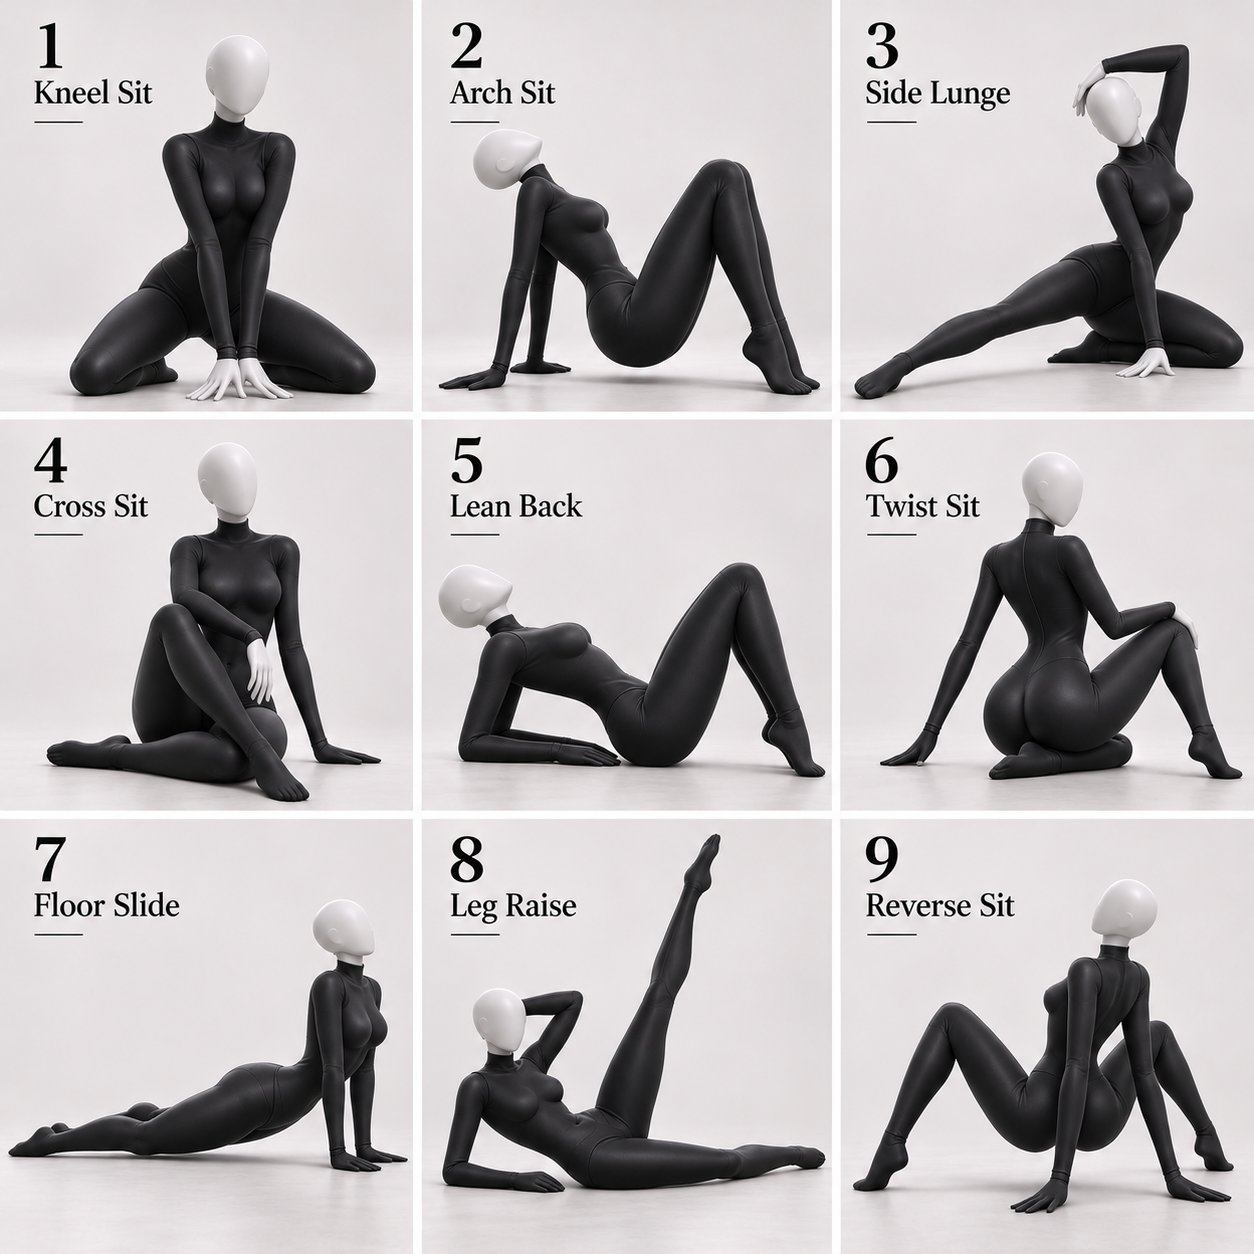 1
Kneel Sit
2
Arch Sit
3
Side Lunge
4
Cross Sit
5
Lean Back
6
Twist Sit
7
Floor Slide
8
Leg Raise
9
Reverse Sit